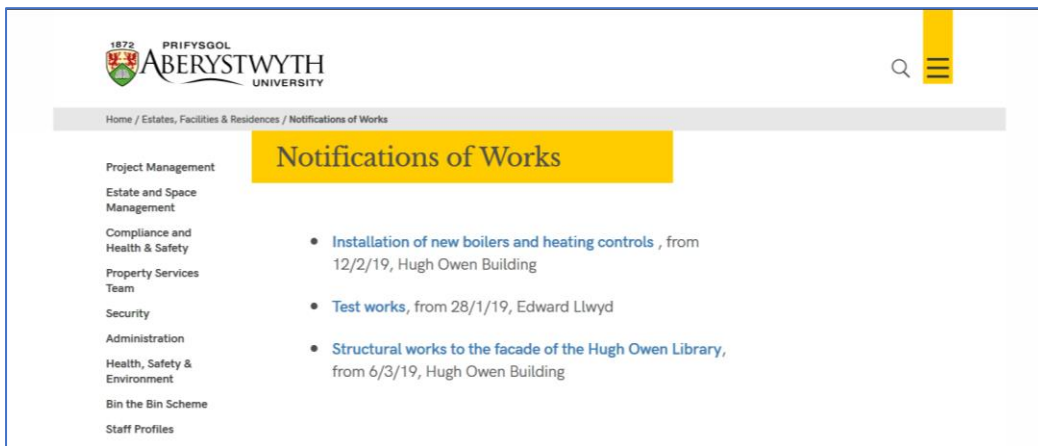 1872 PRIFYSGOL
ABERYSTWYTH
UNIVERSITY
Home / Estates, Facilities & Residences / Notifications of Works
Notifications of Works
Project Management
Estate and Space
Management
Compliance and
Health & Safety
Property Services
Team
Security
Administration
Health, Safety &
Environment
Bin the Bin Scheme
Staff Profiles
• Installation of new boilers and heating controls , from
12/2/19, Hugh Owen Building
• Test works, from 28/1/19, Edward Llwyd
• Structural works to the facade of the Hugh Owen Library,
from 6/3/19, Hugh Owen Building